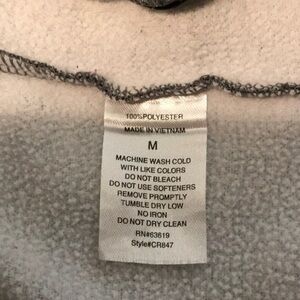 100%POLYESTER
MADE IN VIETNAM
M
MACHINE WASH COLD
WITH LIKE COLORS
DO NOT BLEACH
DO NOT USE SOFTENERS
REMOVE PROMPTLY
TUMBLE DRY LOW
NO IRON
DO NOT DRY CLEAN
RN#63619
Style#CR847